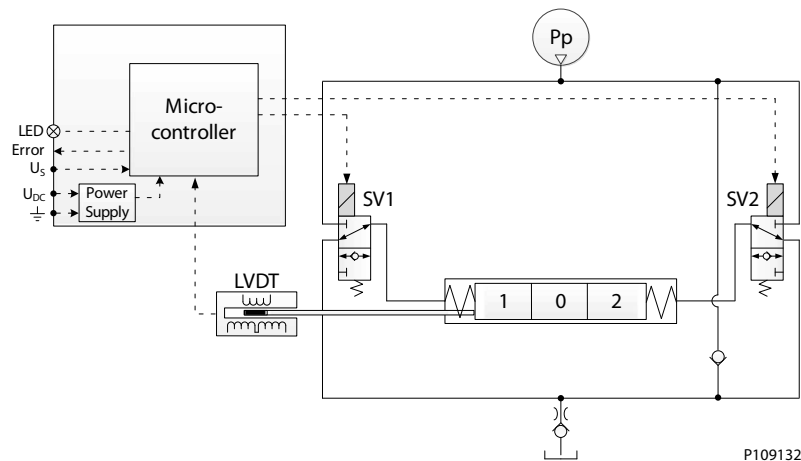 Pp
Micro-
controller
LED
Error
US
UDC
Power
Supply
SV1
SV2
LVDT
1 0 2
P109132